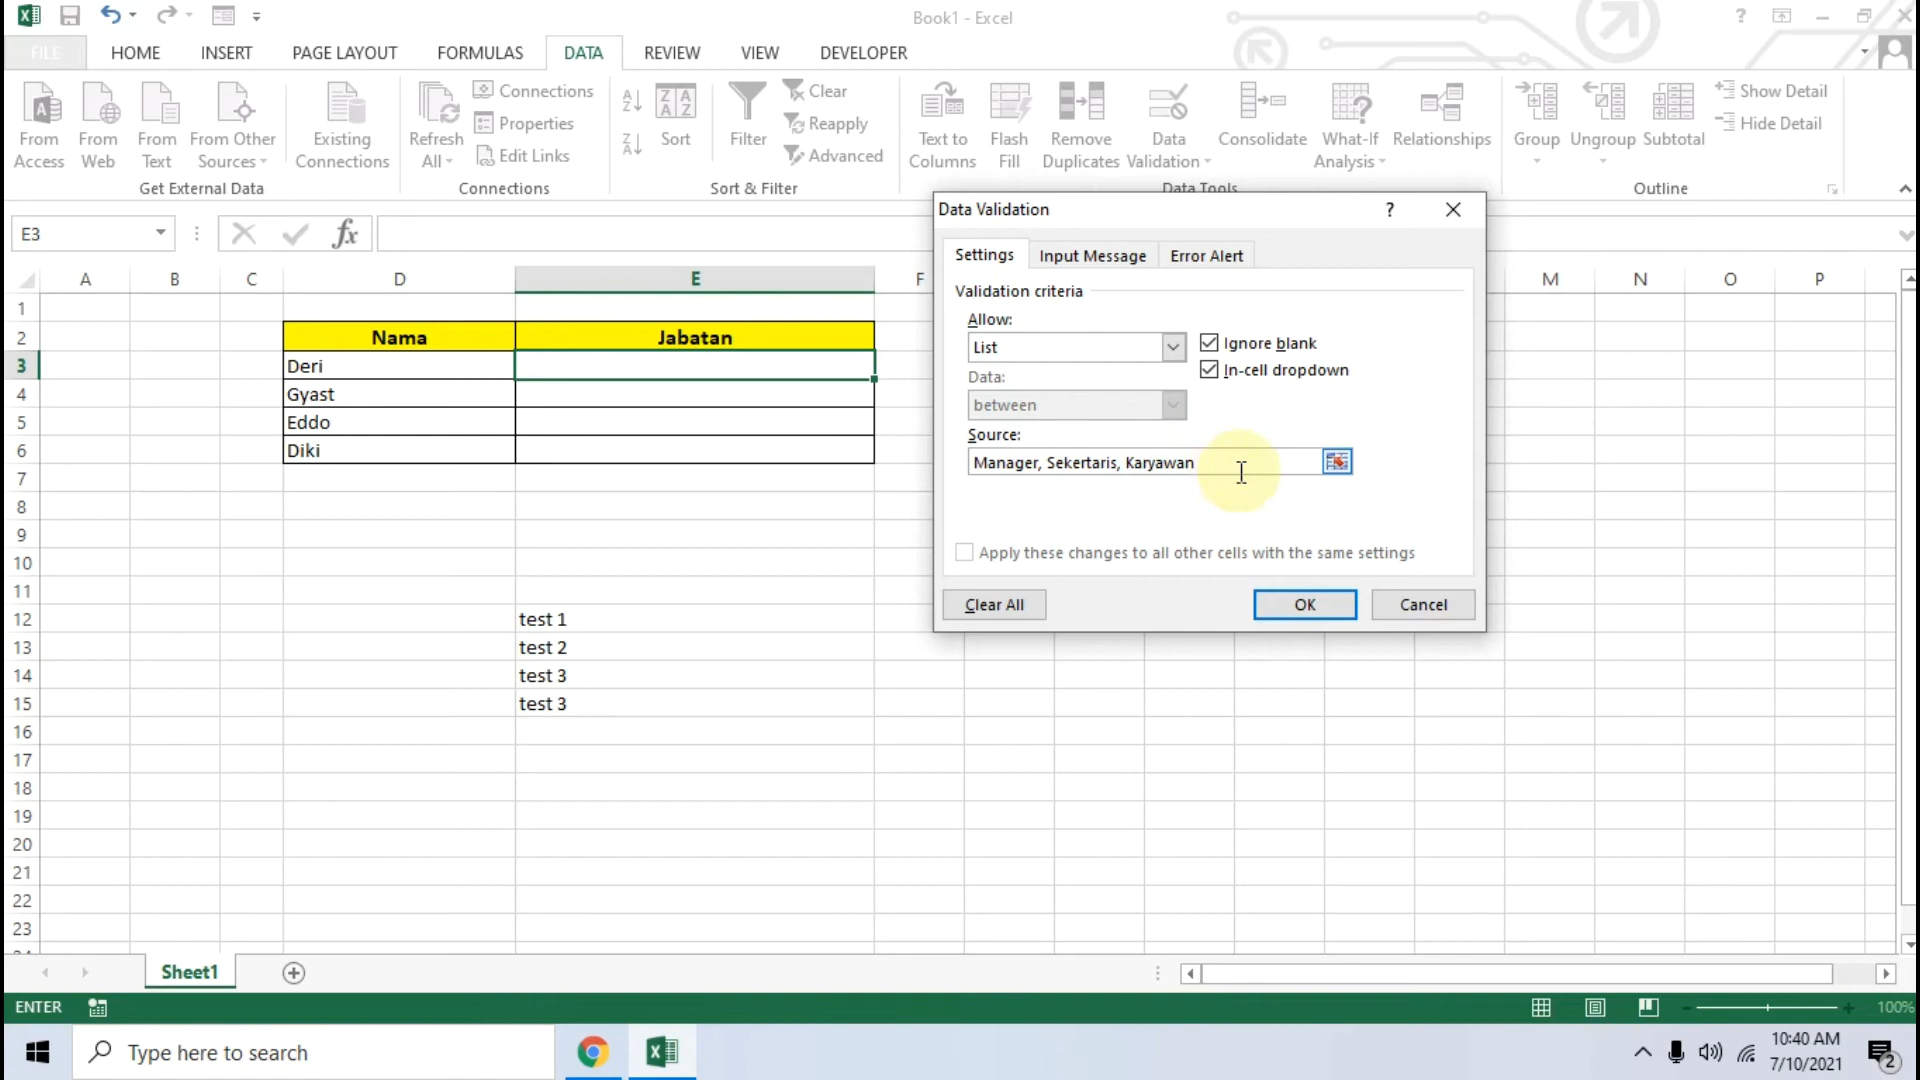 Book1 - Excel
FILE HOME INSERT PAGE LAYOUT FORMULAS DATA REVIEW VIEW DEVELOPER
From Access
From Web
From Text
From Other Sources
Existing Connections
Get External Data
Refresh All
Connections
Properties
Edit Links
Connections
Sort
Filter
Clear
Reapply
Advanced
Sort & Filter
Text to Columns
Flash Fill
Remove Duplicates
Data Validation
Consolidate
What-If Analysis
Relationships
Data Tools
Group
Ungroup
Subtotal
Show Detail
Hide Detail
Outline
E3
fx
A B C D E F M N O P
1
2 Nama Jabatan
3 Deri
4 Gyast
5 Eddo
6 Diki
7
8
9
10
11
12 test 1
13 test 2
14 test 3
15 test 3
16
17
18
19
20
21
22
23
Data Validation
?
Settings Input Message Error Alert
Validation criteria
Allow:
List
Ignore blank
In-cell dropdown
Data:
between
Source:
Manager, Sekertaris, Karyawan
Apply these changes to all other cells with the same settings
Clear All OK Cancel
Sheet1
ENTER
100%
Type here to search
10:40 AM
7/10/2021
2